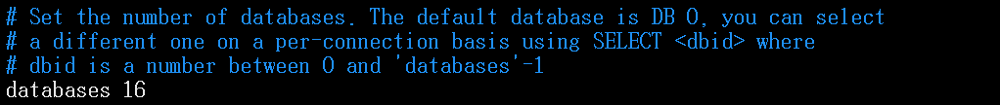 # Set the number of databases. The default database is DB 0, you can select
# a different one on a per-connection basis using SELECT <dbid> where
# dbid is a number between 0 and 'databases'-1
databases 16